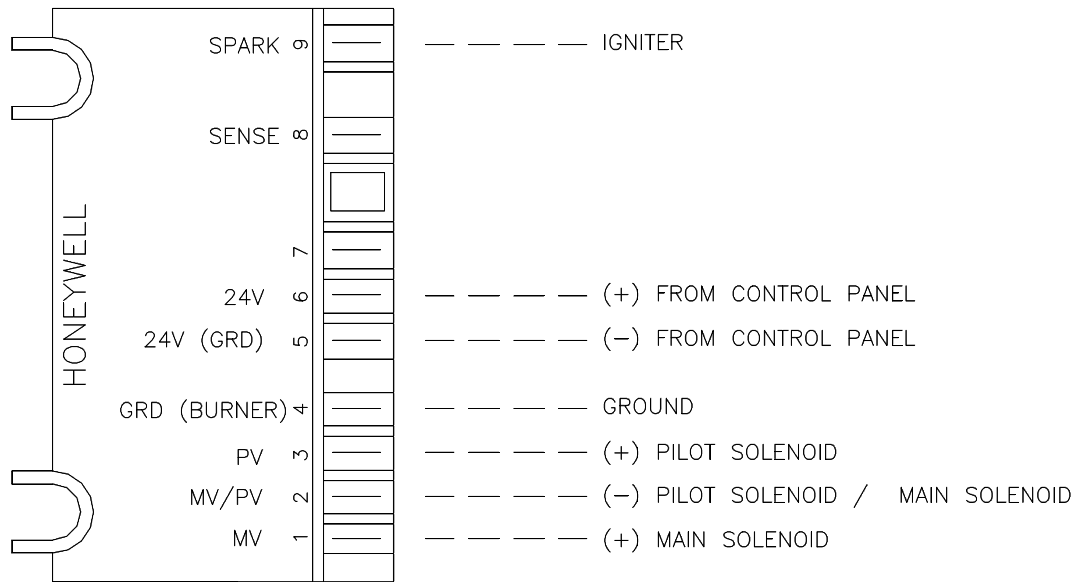 SPARK 9 IGNITER
SENSE 8
HONEYWELL
7
24V 6 (+) FROM CONTROL PANEL
24V (GRD) 5 (−) FROM CONTROL PANEL
GRD (BURNER) 4 GROUND
PV 3 (+) PILOT SOLENOID
MV/PV 2 (−) PILOT SOLENOID / MAIN SOLENOID
MV 1 (+) MAIN SOLENOID